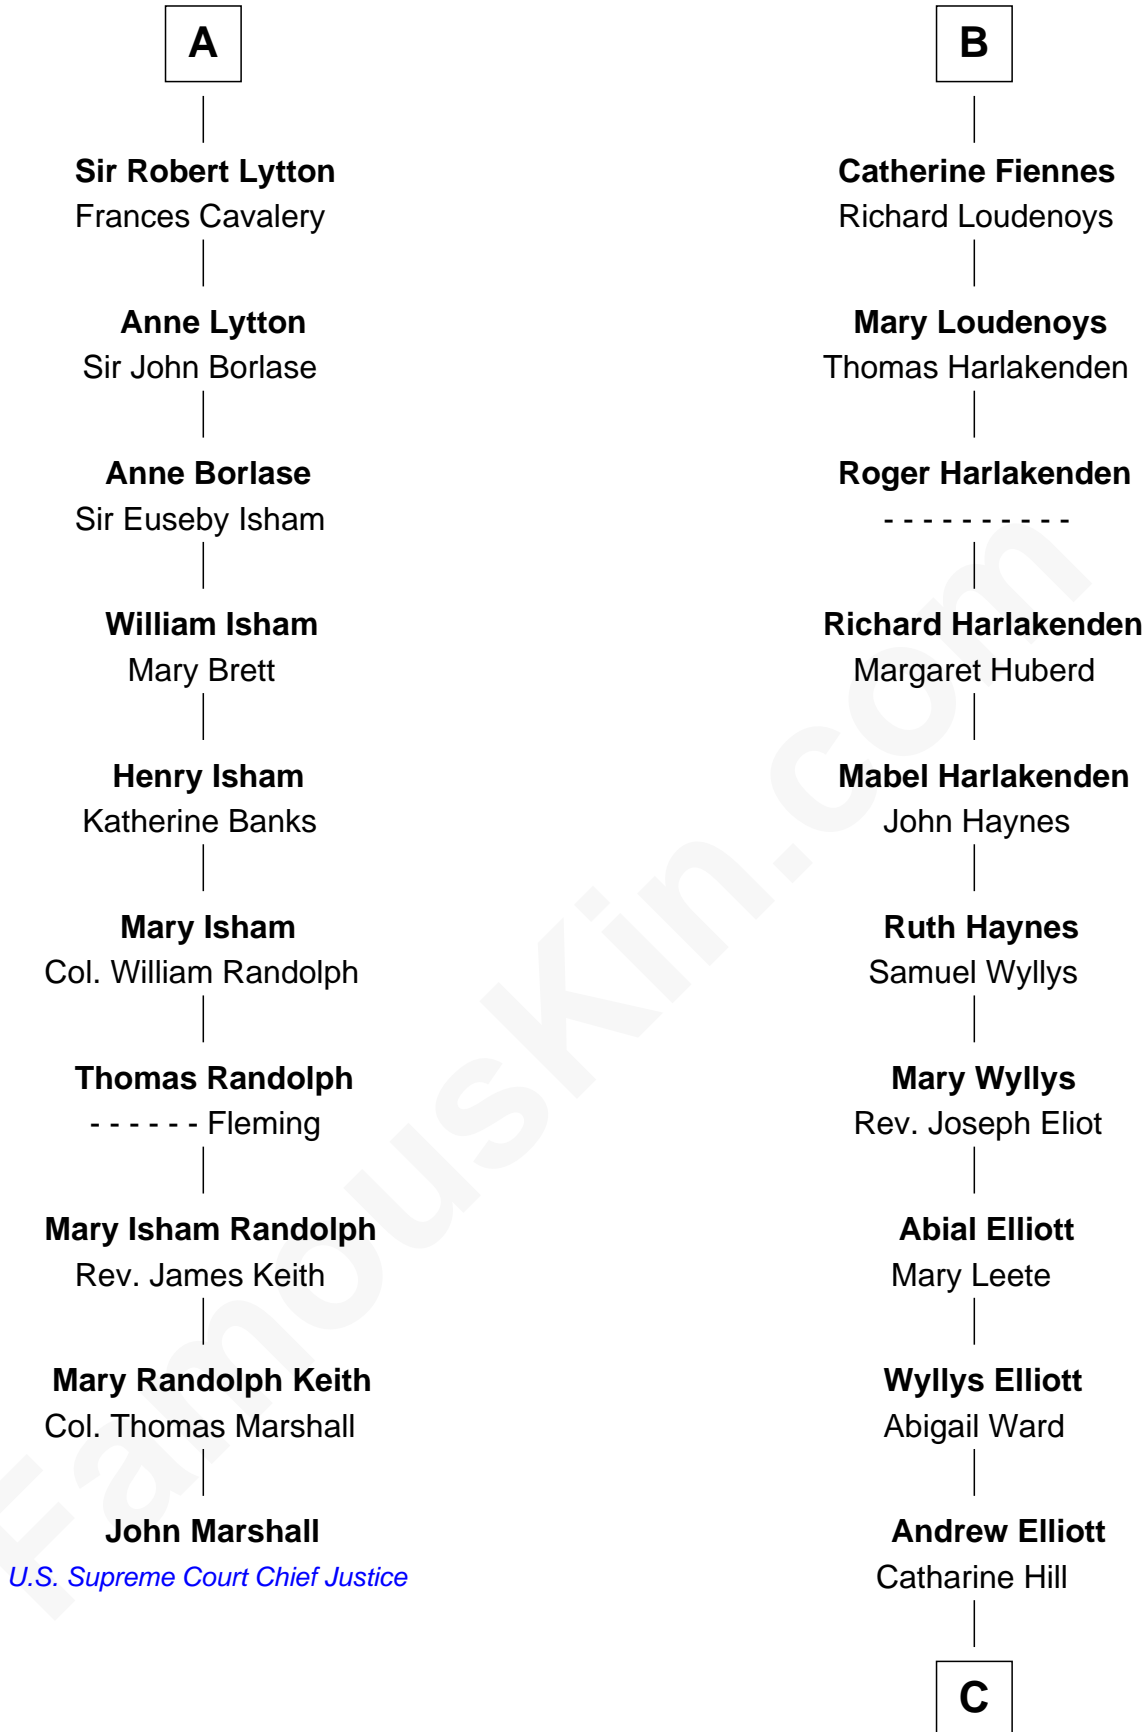 A
Sir Robert Lytton
Frances Cavalery
Anne Lytton
Sir John Borlase
Anne Borlase
Sir Euseby Isham
William Isham
Mary Brett
Henry Isham
Katherine Banks
Mary Isham
Col. William Randolph
Thomas Randolph
- - - - - - Fleming
Mary Isham Randolph
Rev. James Keith
Mary Randolph Keith
Col. Thomas Marshall
John Marshall
U.S. Supreme Court Chief Justice
B
Catherine Fiennes
Richard Loudenoys
Mary Loudenoys
Thomas Harlakenden
Roger Harlakenden
- - - - - - - - - -
Richard Harlakenden
Margaret Huberd
Mabel Harlakenden
John Haynes
Ruth Haynes
Samuel Wyllys
Mary Wyllys
Rev. Joseph Eliot
Abial Elliott
Mary Leete
Wyllys Elliott
Abigail Ward
Andrew Elliott
Catharine Hill
C
FamousKin.com